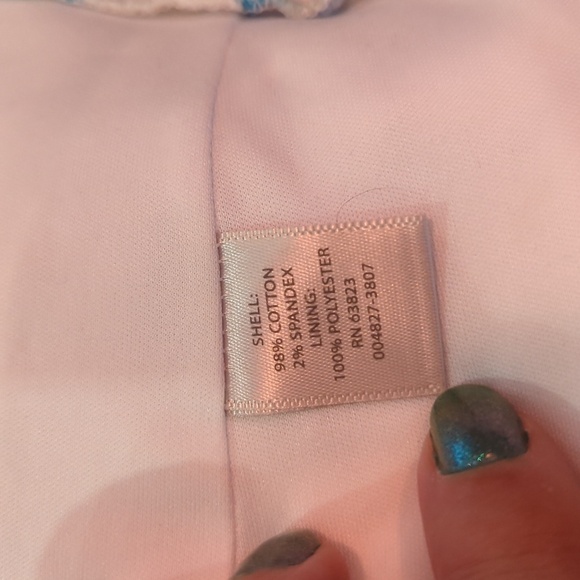 SHELL:
98% COTTON
2% SPANDEX
LINING:
100% POLYESTER
RN 63823
004827-3807